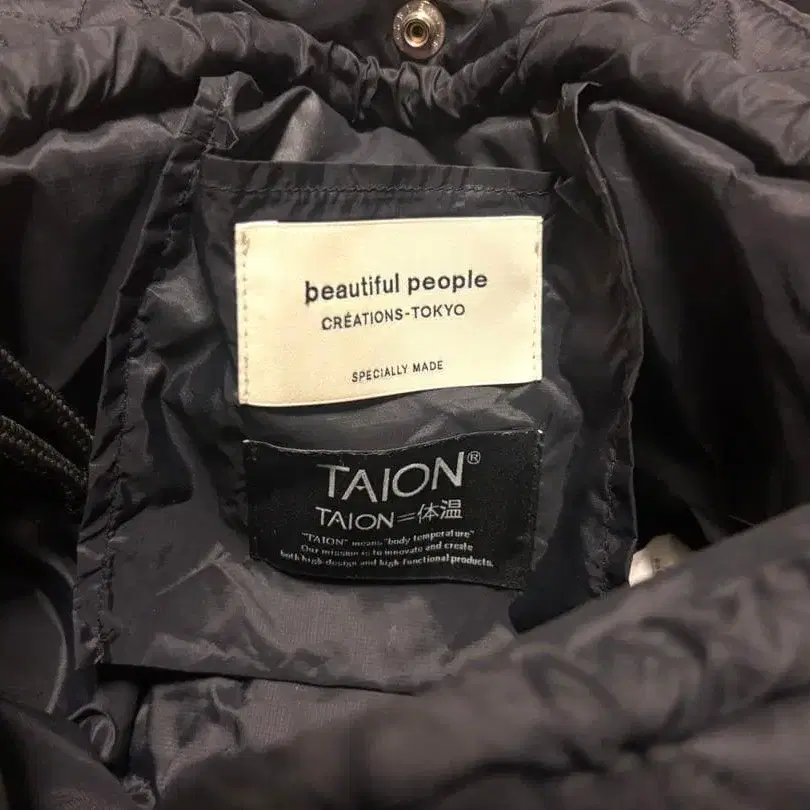 beautiful people
CRÉATIONS-TOKYO
SPECIALLY MADE
TAION®
TAION=体温
"TAION" means "body temperature"
Our mission is to innovate and create
both high-design and high-functional products.